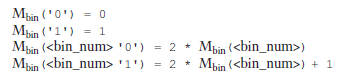 Mbin('0') = 0
Mbin('1') = 1
Mbin(<bin_num> '0') = 2 * Mbin(<bin_num>)
Mbin(<bin_num> '1') = 2 * Mbin(<bin_num>) + 1